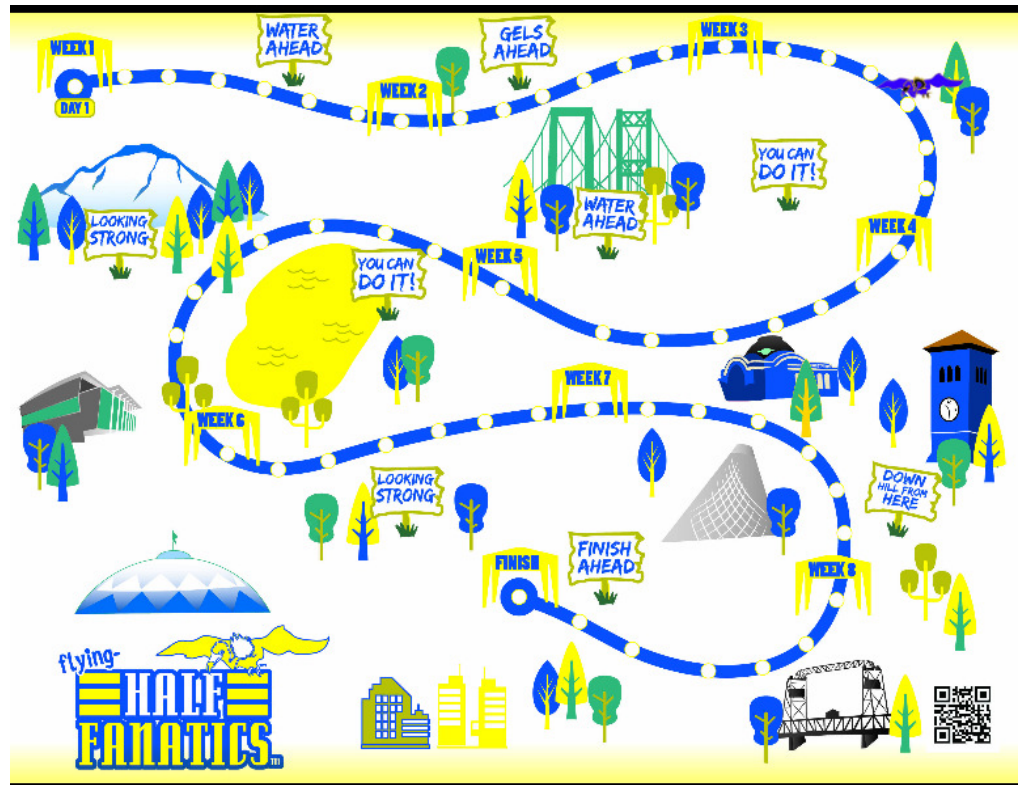 WEEK 1
DAY 1
WATER
AHEAD
WEEK 2
GELS
AHEAD
WEEK 3
YOU CAN
DO IT!
WATER
AHEAD
WEEK 4
LOOKING
STRONG
WEEK 5
YOU CAN
DO IT!
WEEK 6
WEEK 7
LOOKING
STRONG
DOWN
HILL FROM
HERE
WEEK 8
FINISH
AHEAD
FINISH
flying-
HALF
FANATICS TM